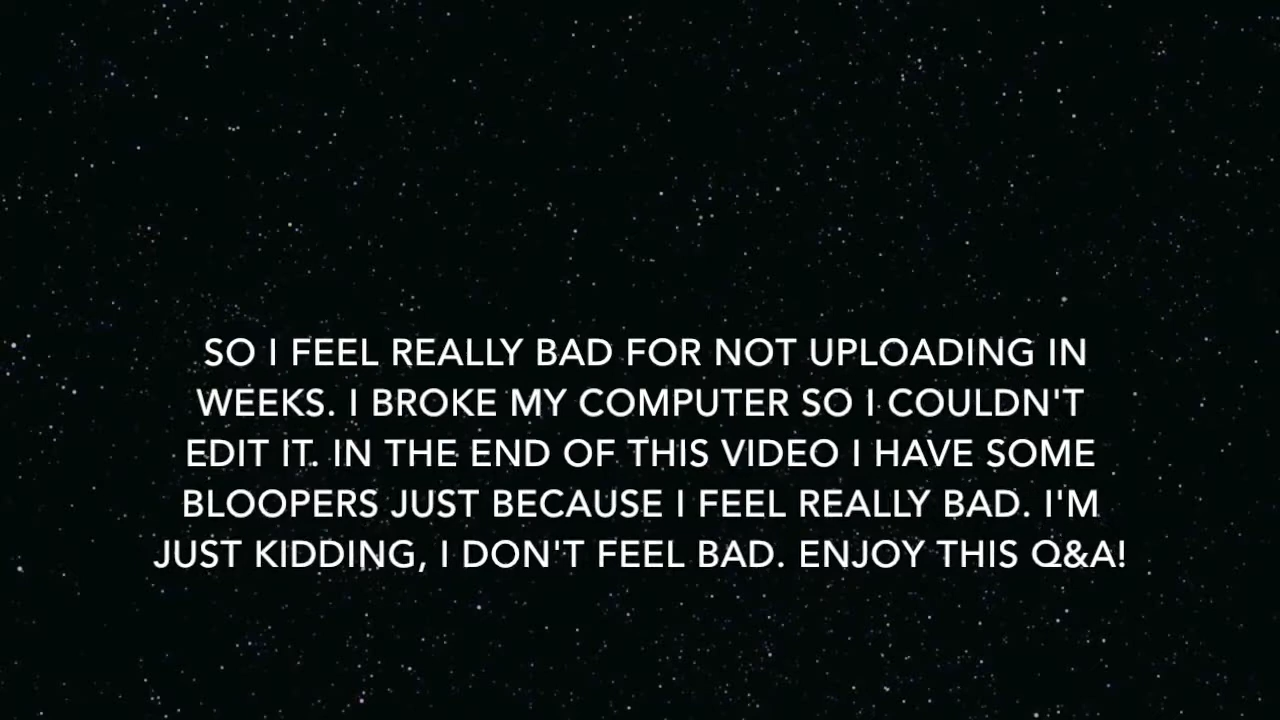 SO I FEEL REALLY BAD FOR NOT UPLOADING IN
WEEKS. I BROKE MY COMPUTER SO I COULDN'T
EDIT IT. IN THE END OF THIS VIDEO I HAVE SOME
BLOOPERS JUST BECAUSE I FEEL REALLY BAD. I'M
JUST KIDDING, I DON'T FEEL BAD. ENJOY THIS Q&A!